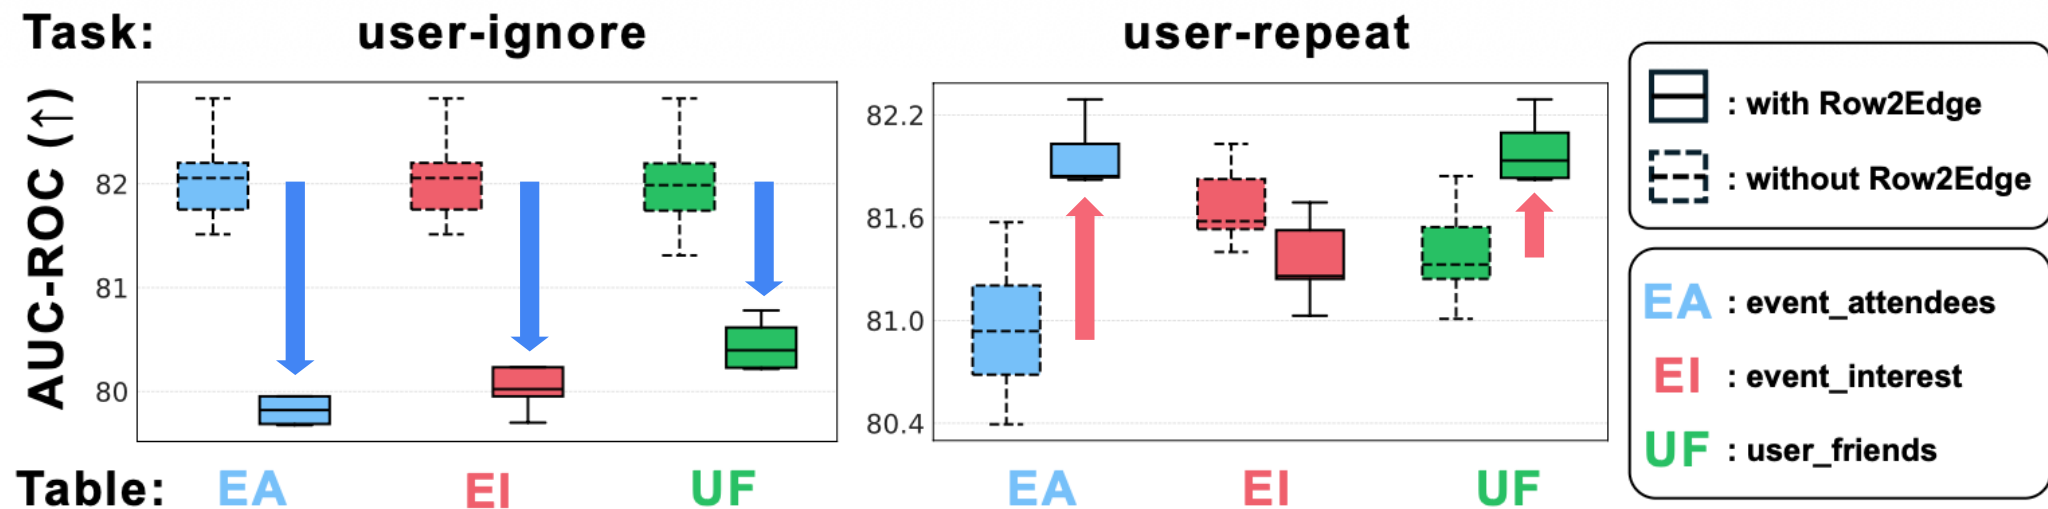 Task: user-ignore user-repeat
AUC-ROC (↑)
82
81
80
82.2
81.6
81.0
80.4
Table: EA EI UF EA EI UF
: with Row2Edge
: without Row2Edge
EA : event_attendees
EI : event_interest
UF : user_friends